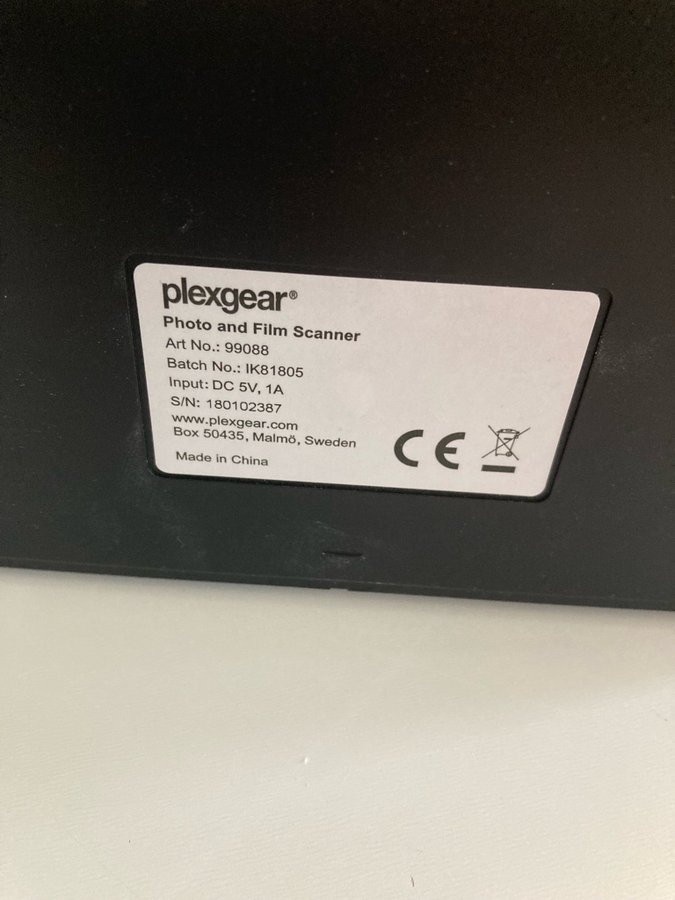 plexgear®
Photo and Film Scanner
Art No.: 99088
Batch No.: IK81805
Input: DC 5V, 1A
S/N: 180102387
www.plexgear.com
Box 50435, Malmö, Sweden
Made in China
CE